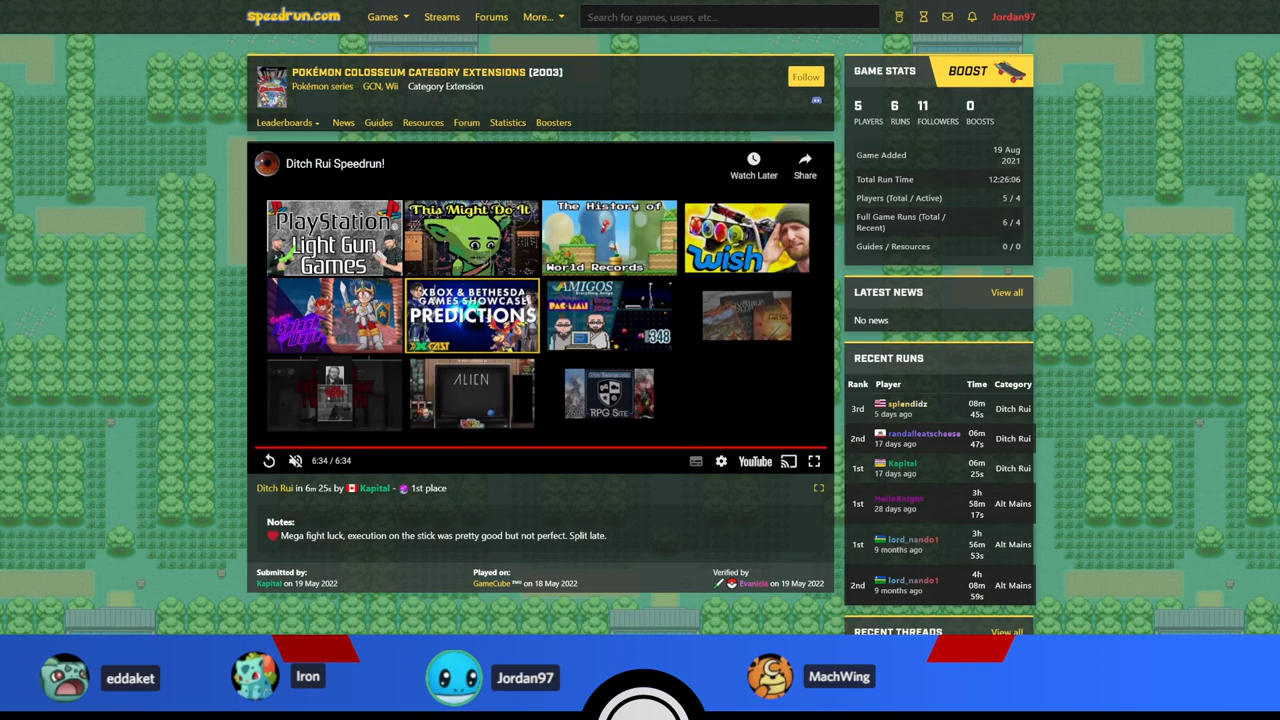 speedrun.com Games Streams Forums More... Search for games, users, etc... Jordan97
POKÉMON COLOSSEUM CATEGORY EXTENSIONS (2003)
Pokémon series GCN, Wii Category Extension
Follow
Leaderboards News Guides Resources Forum Statistics Boosters
Ditch Rui Speedrun!
Watch Later Share
PlayStation
Light Gun
Games
This Might Do It
The History of
World Records
wish
Super
Speed
Wave
XBOX & BETHESDA
GAMES SHOWCASE
PREDICTIONS
XCAST
AMIGOS
348
ALIEN
RPG SITE
6:34 / 6:34
YouTube
Ditch Rui in 6m 25s by Kapital - 1st place
Notes:
Mega fight luck, execution on the stick was pretty good but not perfect. Split late.
Submitted by: Played on: Verified by
Kapital on 19 May 2022 GameCube on 18 May 2022 Evanicia on 19 May 2022
GAME STATS BOOST
5 6 11 0
PLAYERS RUNS FOLLOWERS BOOSTS
Game Added 19 Aug
2021
Total Run Time 12:26:06
Players (Total / Active) 5 / 4
Full Game Runs (Total /
Recent) 6 / 4
Guides / Resources 0 / 0
LATEST NEWS View all
No news
RECENT RUNS
Rank Player Time Category
3rd splendidz 08m
45s Ditch Rui
5 days ago
2nd randalleatscheese 06m
47s Ditch Rui
17 days ago
1st Kapital 06m
25s Ditch Rui
17 days ago
1st HelloKnight 3h
58m
17s Alt Mains
28 days ago
1st lord_nando1 3h
56m
53s Alt Mains
9 months ago
2nd lord_nando1 4h
08m
59s Alt Mains
9 months ago
RECENT THREADS View all
eddaket
Iron
Jordan97
MachWing